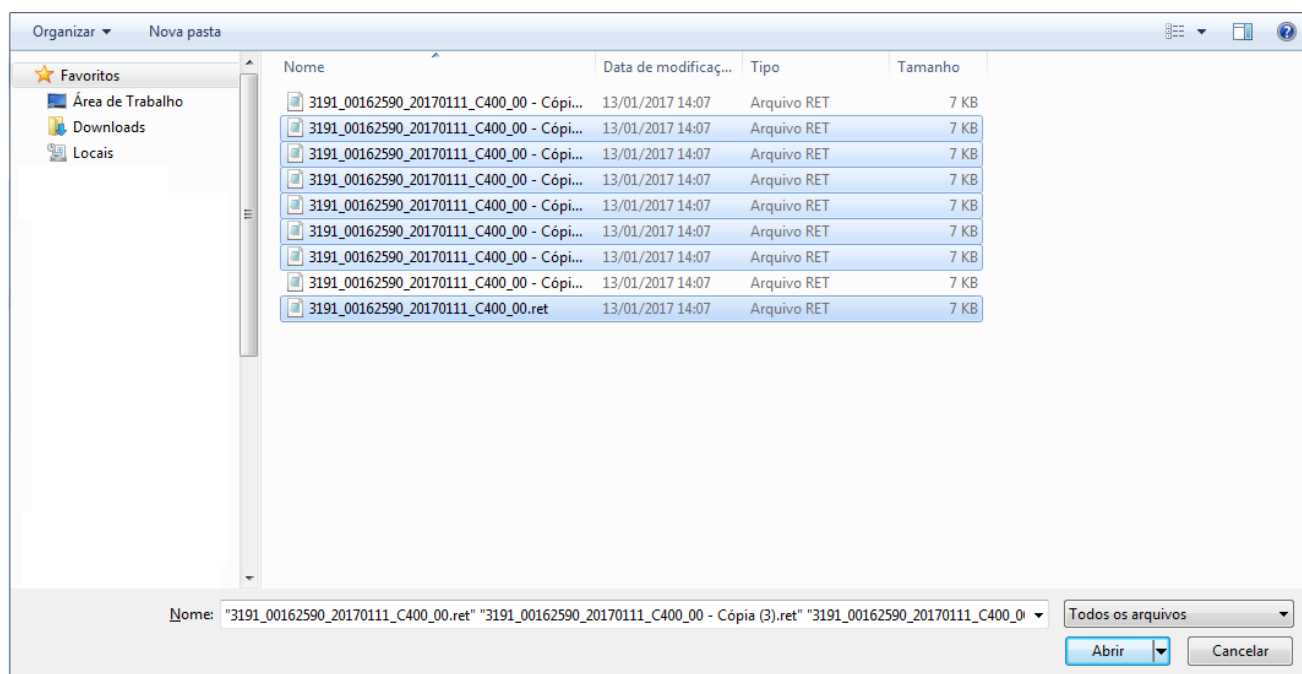 Organizar Nova pasta
Favoritos
Área de Trabalho
Downloads
Locais
Nome Data de modificaç... Tipo Tamanho
3191_00162590_20170111_C400_00 - Cópi... 13/01/2017 14:07 Arquivo RET 7 KB
3191_00162590_20170111_C400_00 - Cópi... 13/01/2017 14:07 Arquivo RET 7 KB
3191_00162590_20170111_C400_00 - Cópi... 13/01/2017 14:07 Arquivo RET 7 KB
3191_00162590_20170111_C400_00 - Cópi... 13/01/2017 14:07 Arquivo RET 7 KB
3191_00162590_20170111_C400_00 - Cópi... 13/01/2017 14:07 Arquivo RET 7 KB
3191_00162590_20170111_C400_00 - Cópi... 13/01/2017 14:07 Arquivo RET 7 KB
3191_00162590_20170111_C400_00 - Cópi... 13/01/2017 14:07 Arquivo RET 7 KB
3191_00162590_20170111_C400_00 - Cópi... 13/01/2017 14:07 Arquivo RET 7 KB
3191_00162590_20170111_C400_00.ret 13/01/2017 14:07 Arquivo RET 7 KB
Nome: "3191_00162590_20170111_C400_00.ret" "3191_00162590_20170111_C400_00 - Cópia (3).ret" "3191_00162590_20170111_C400_0 Todos os arquivos
Abrir Cancelar